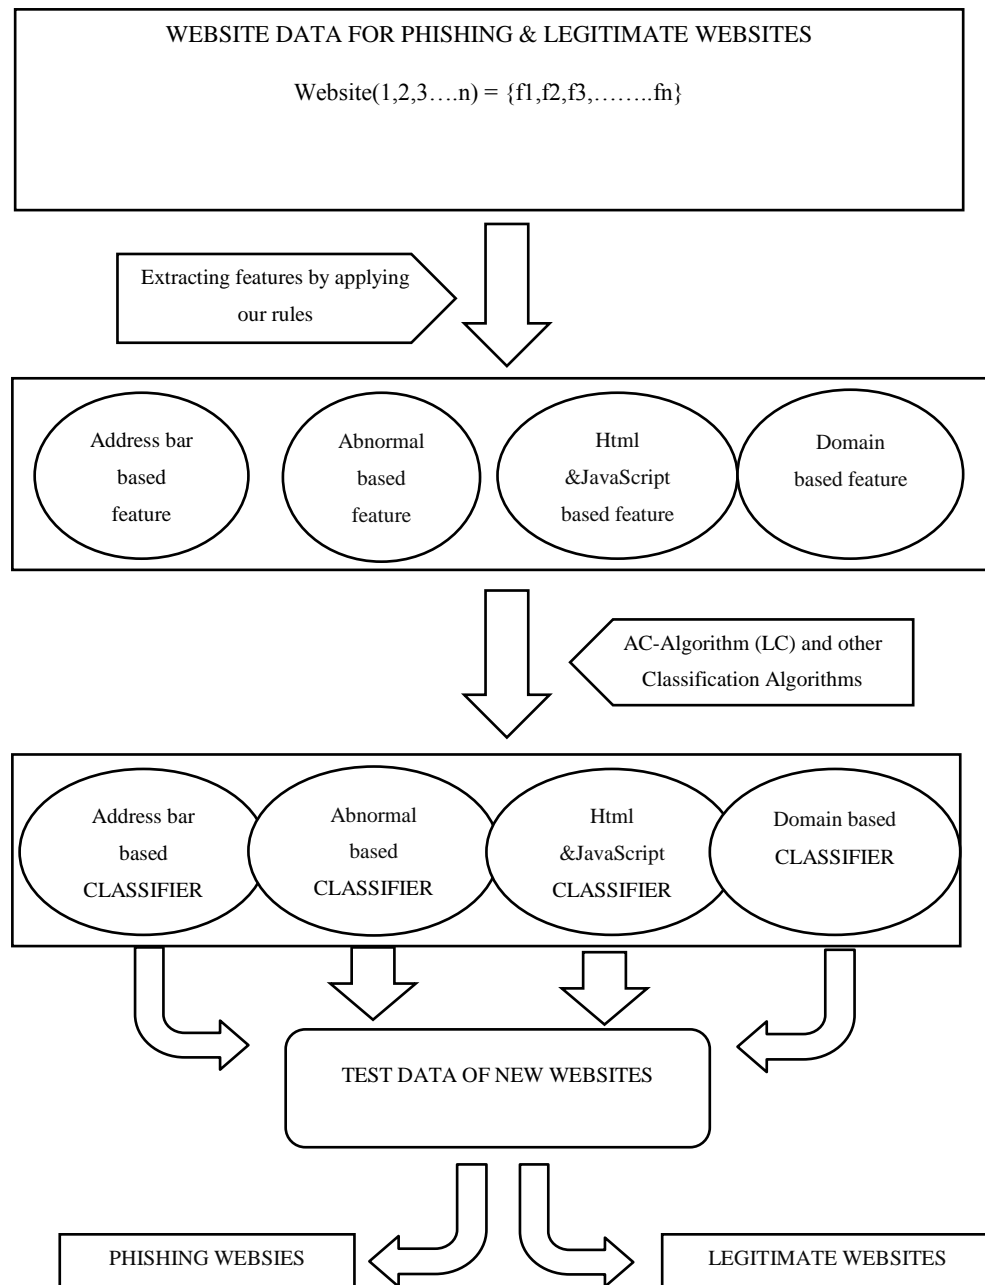 WEBSITE DATA FOR PHISHING & LEGITIMATE WEBSITES
Website(1,2,3….n) = {f1,f2,f3,……..fn}
Extracting features by applying
our rules
Address bar
based
feature
Abnormal
based
feature
Html
&JavaScript
based feature
Domain
based feature
AC-Algorithm (LC) and other
Classification Algorithms
Address bar
based
CLASSIFIER
Abnormal
based
CLASSIFIER
Html
&JavaScript
CLASSIFIER
Domain based
CLASSIFIER
TEST DATA OF NEW WEBSITES
PHISHING WEBSIES
LEGITIMATE WEBSITES